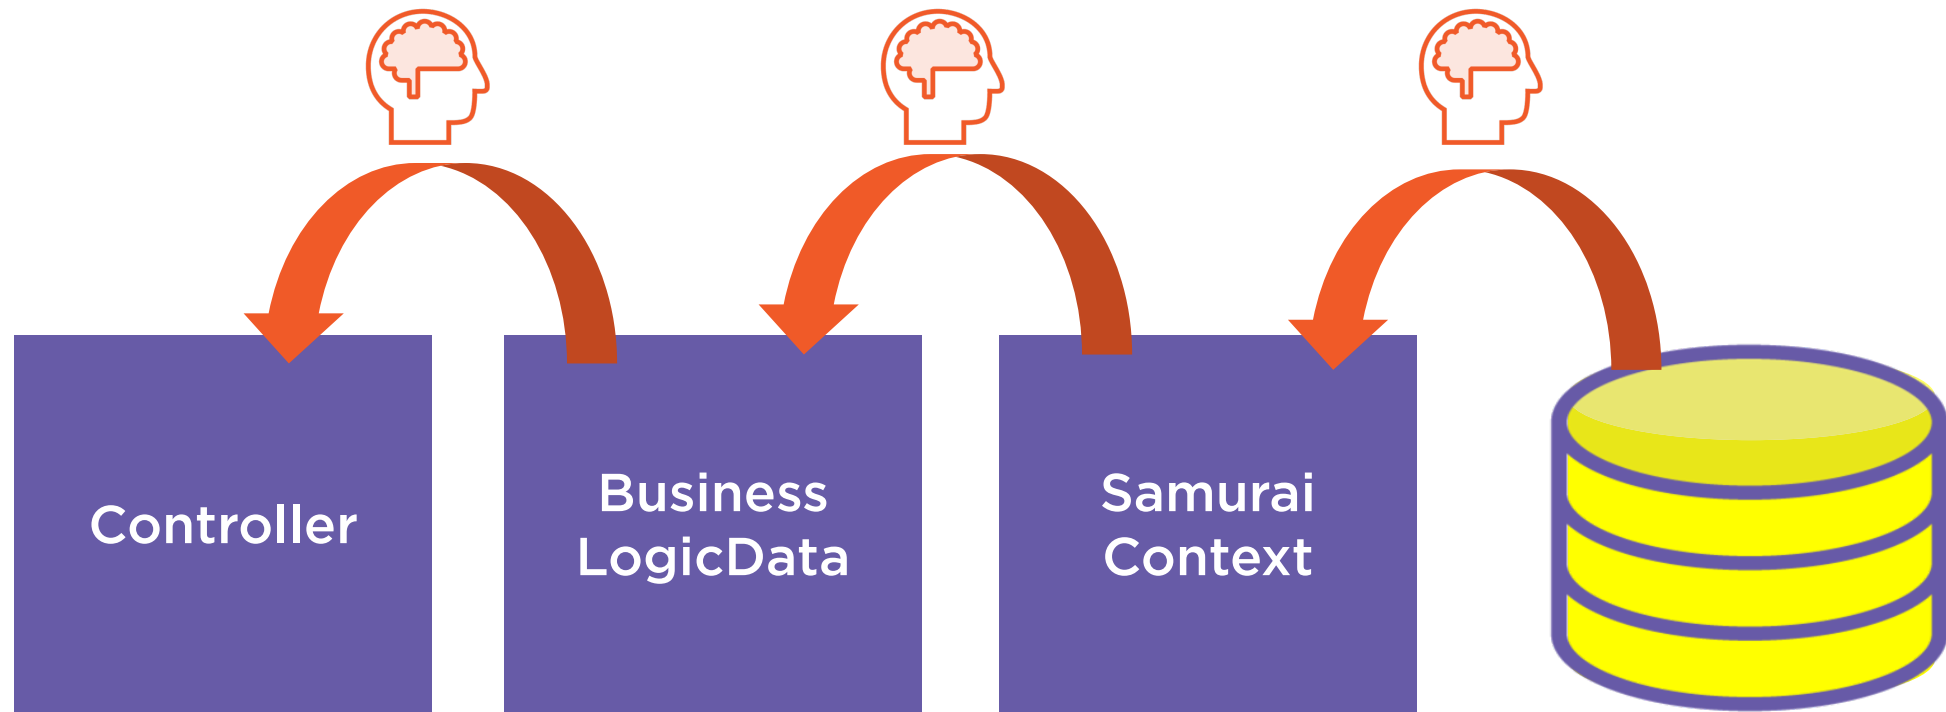 Controller
Business
LogicData
Samurai
Context